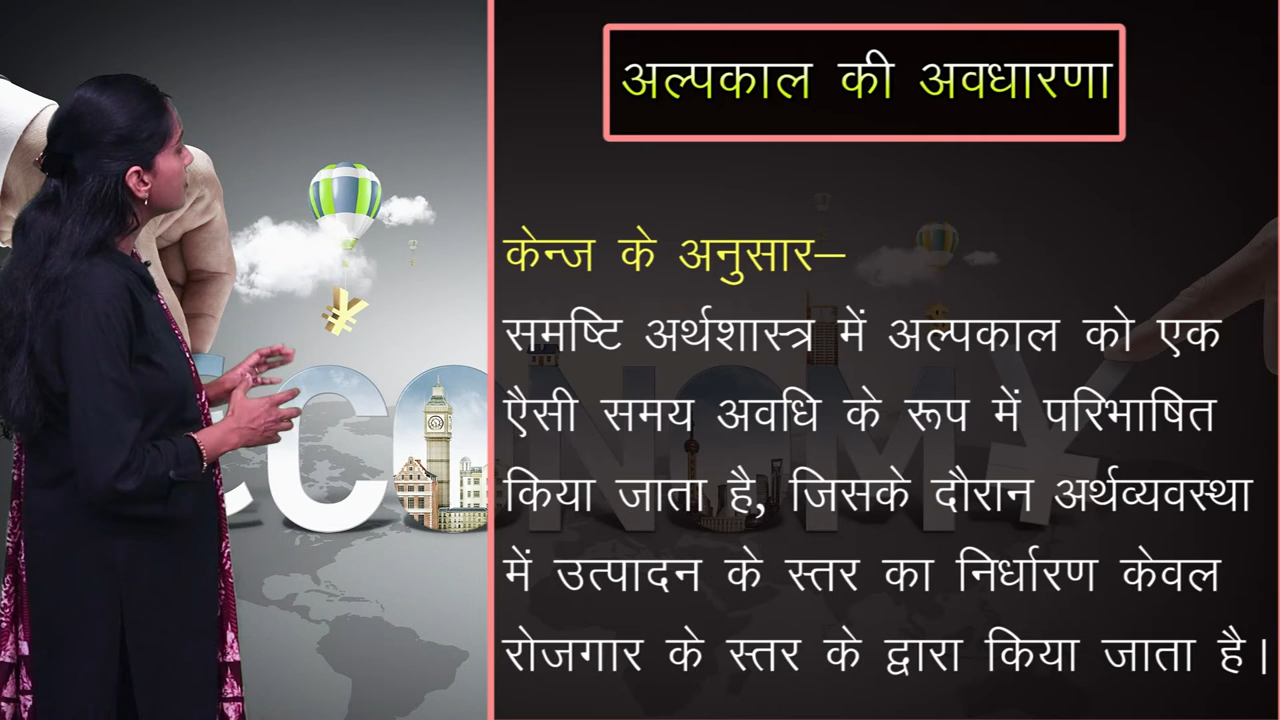 अल्पकाल की अवधारणा
केन्ज के अनुसार–
समष्टि अर्थशास्त्र में अल्पकाल को एक
एैसी समय अवधि के रूप में परिभाषित
किया जाता है, जिसके दौरान अर्थव्यवस्था
में उत्पादन के स्तर का निर्धारण केवल
रोजगार के स्तर के द्वारा किया जाता है।
ECONOMY